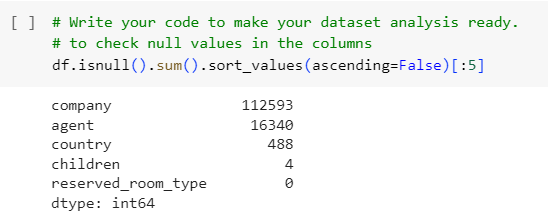 [ ] # Write your code to make your dataset analysis ready.
# to check null values in the columns
df.isnull().sum().sort_values(ascending=False)[:5]
company 112593
agent 16340
country 488
children 4
reserved_room_type 0
dtype: int64